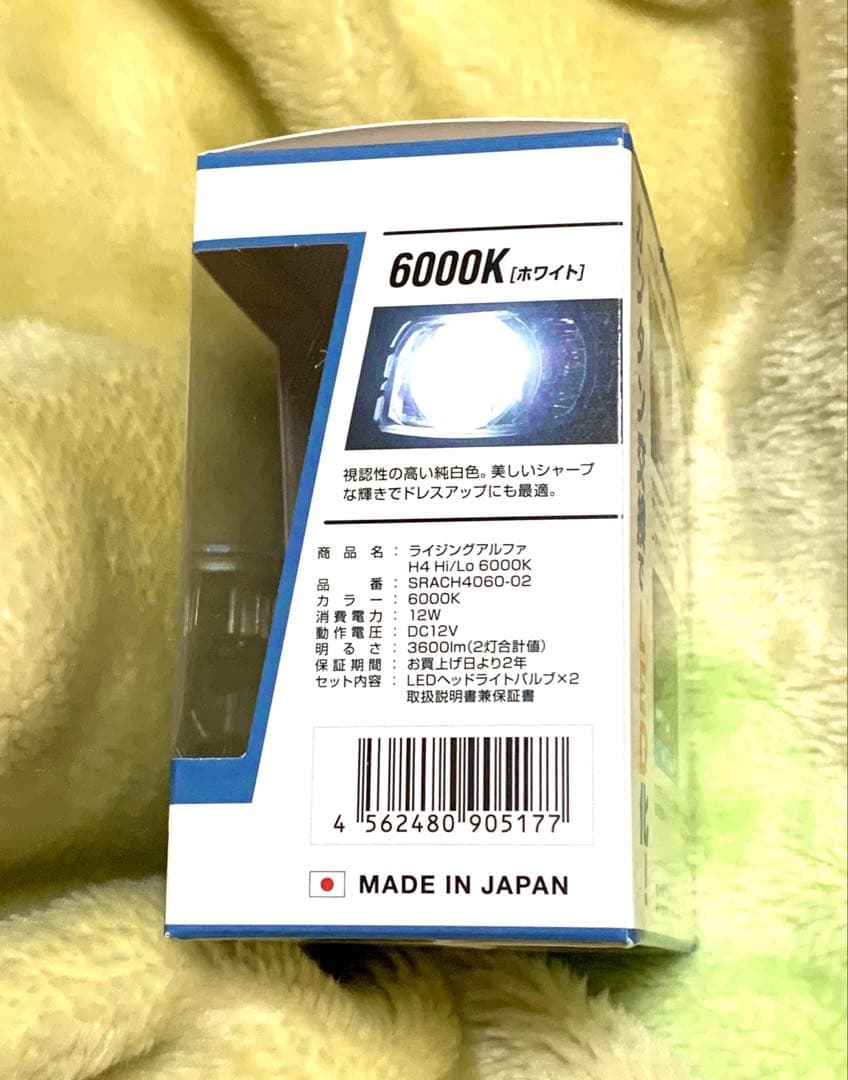 6000K [ホワイト]
視認性の高い純白色。美しいシャープ
な輝きでドレスアップにも最適。
商品名：ライジングアルファ
H4 Hi/Lo 6000K
品番：SRACH4060-02
カラー：6000K
消費電力：12W
動作電圧：DC12V
明るさ：3600lm(2灯合計値)
保証期間：お買上げ日より2年
セット内容：LEDヘッドライトバルブ×2
取扱説明書兼保証書
4 562480 905177
MADE IN JAPAN